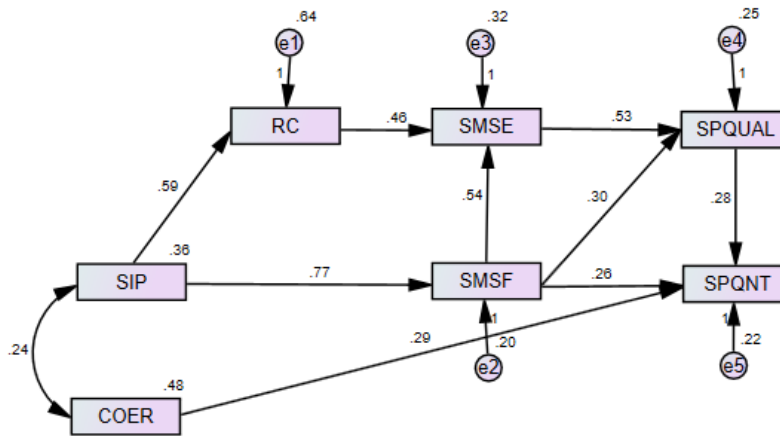 .64 .32 .25
e1 e3 e4
1 1 1
RC .46 SMSE .53 SPQUAL
.59 .54 .30 .28
.36
SIP .77 SMSF .26 SPQNT
.24 .29 1 .20 1 .22
e2 e5
.48
COER